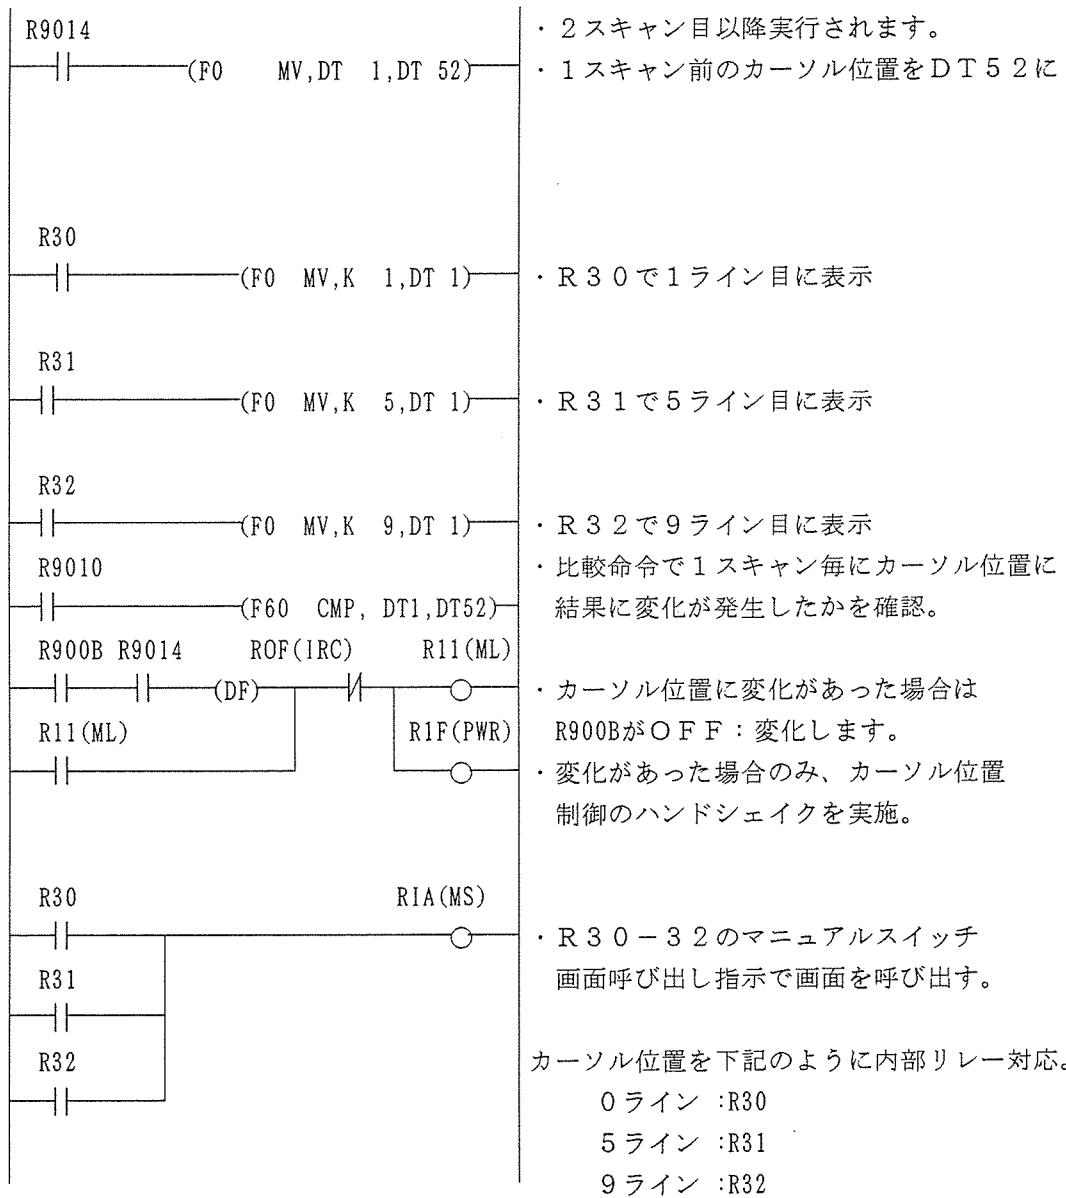 R9014
・２スキャン目以降実行されます。
(F0 MV,DT 1,DT 52)
・１スキャン前のカーソル位置をＤＴ５２に
R30
(F0 MV,K 1,DT 1)
・Ｒ３０で１ライン目に表示
R31
(F0 MV,K 5,DT 1)
・Ｒ３１で５ライン目に表示
R32
(F0 MV,K 9,DT 1)
・Ｒ３２で９ライン目に表示
R9010
・比較命令で１スキャン毎にカーソル位置に
(F60 CMP, DT1,DT52)
結果に変化が発生したかを確認。
R900B R9014 ROF(IRC) R11(ML)
(DF)
・カーソル位置に変化があった場合は
R11(ML) R1F(PWR)
R900BがＯＦＦ：変化します。
・変化があった場合のみ、カーソル位置
制御のハンドシェイクを実施。
R30 RIA(MS)
・Ｒ３０－３２のマニュアルスイッチ
R31
画面呼び出し指示で画面を呼び出す。
R32
カーソル位置を下記のように内部リレー対応。
０ライン :R30
５ライン :R31
９ライン :R32